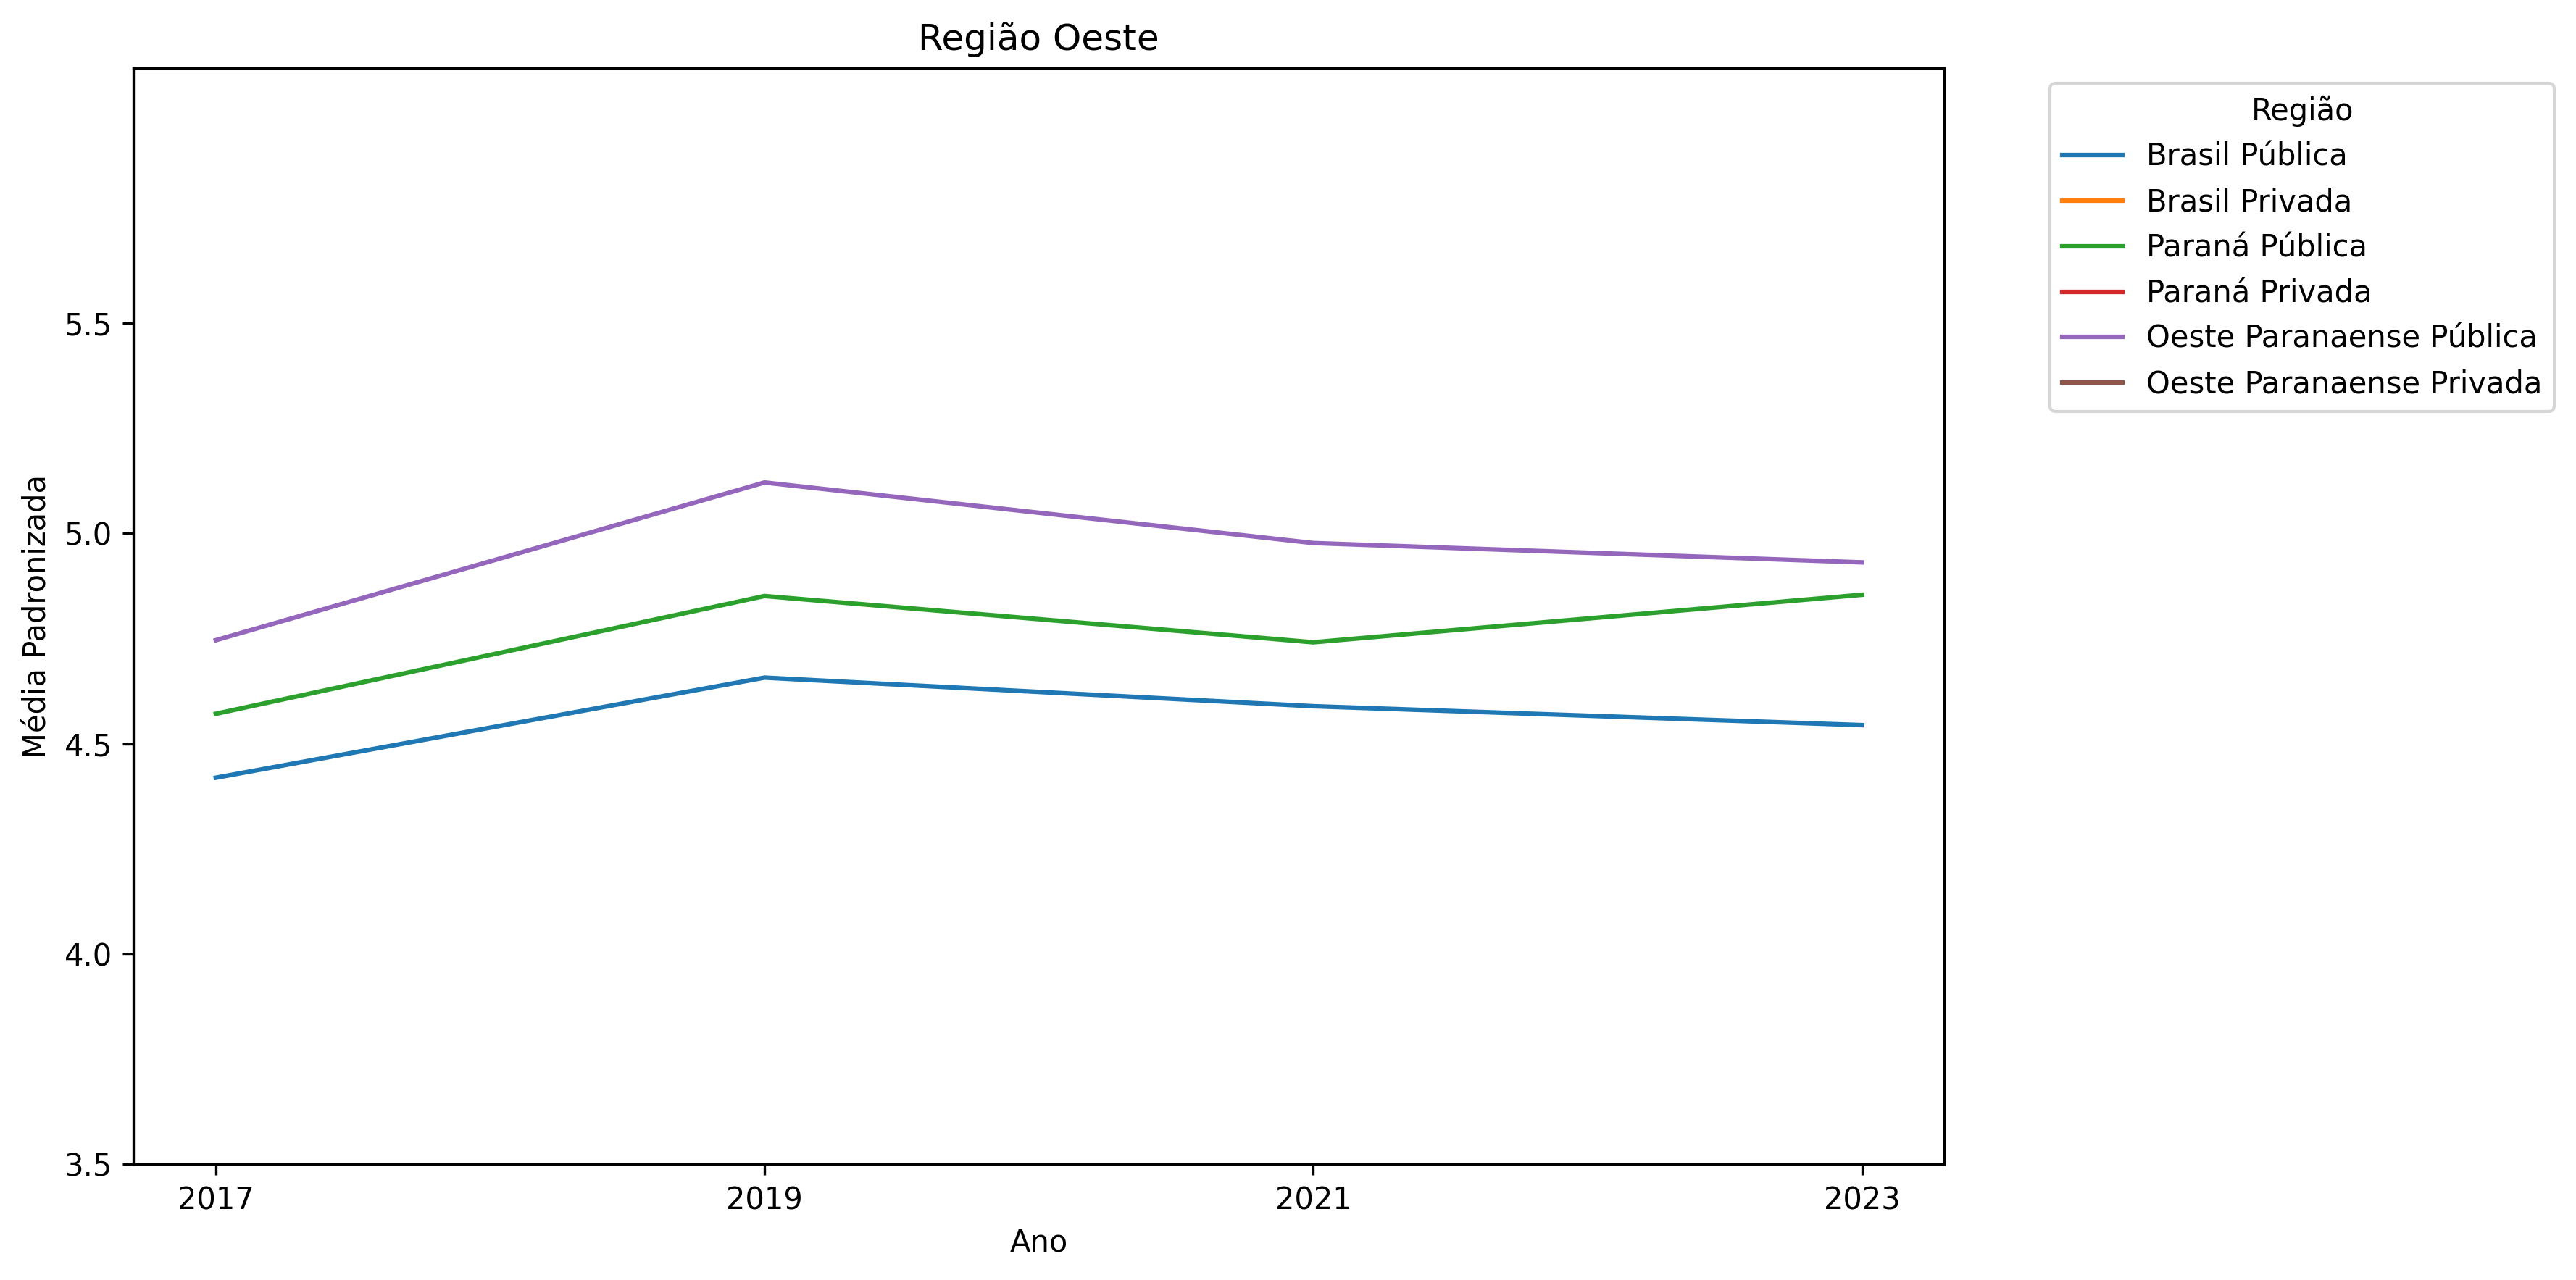 Região Oeste
Média Padronizada
5.5
5.0
4.5
4.0
3.5
2017 2019 2021 2023
Ano
Região
Brasil Pública
Brasil Privada
Paraná Pública
Paraná Privada
Oeste Paranaense Pública
Oeste Paranaense Privada